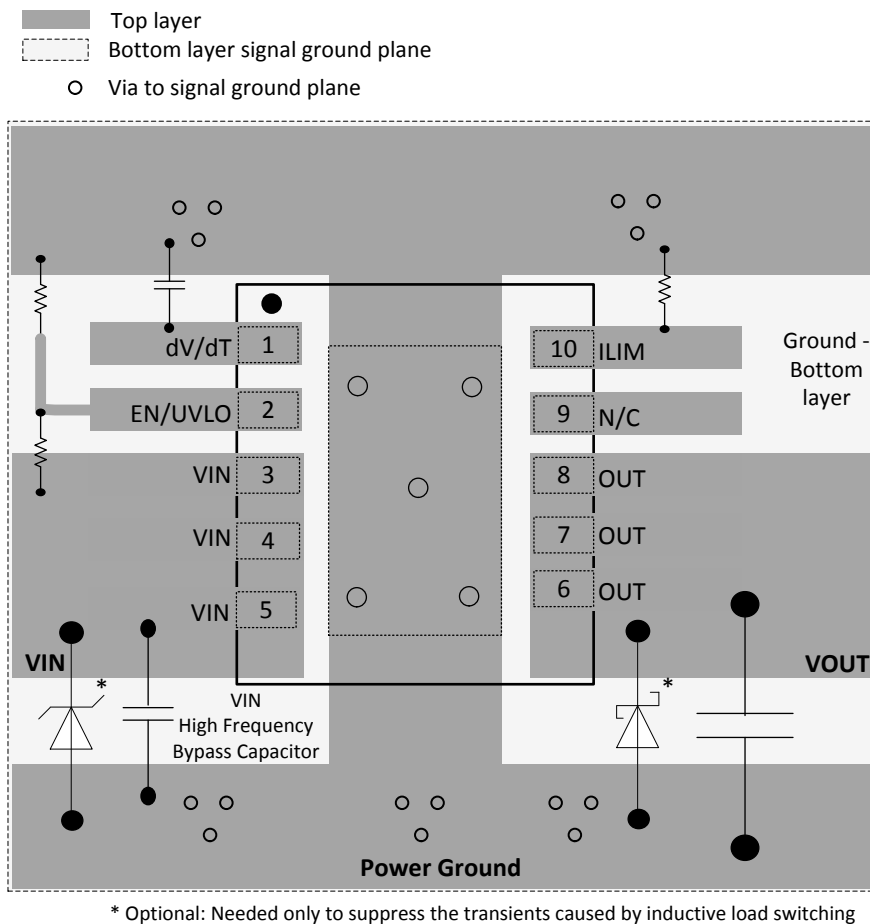 Top layer
Bottom layer signal ground plane
Via to signal ground plane
dV/dT 1
10 ILIM
Ground -
Bottom
layer
EN/UVLO 2
9 N/C
VIN 3
8 OUT
VIN 4
7 OUT
VIN 5
6 OUT
VIN
*
*
VOUT
VIN
High Frequency
Bypass Capacitor
Power Ground
* Optional: Needed only to suppress the transients caused by inductive load switching